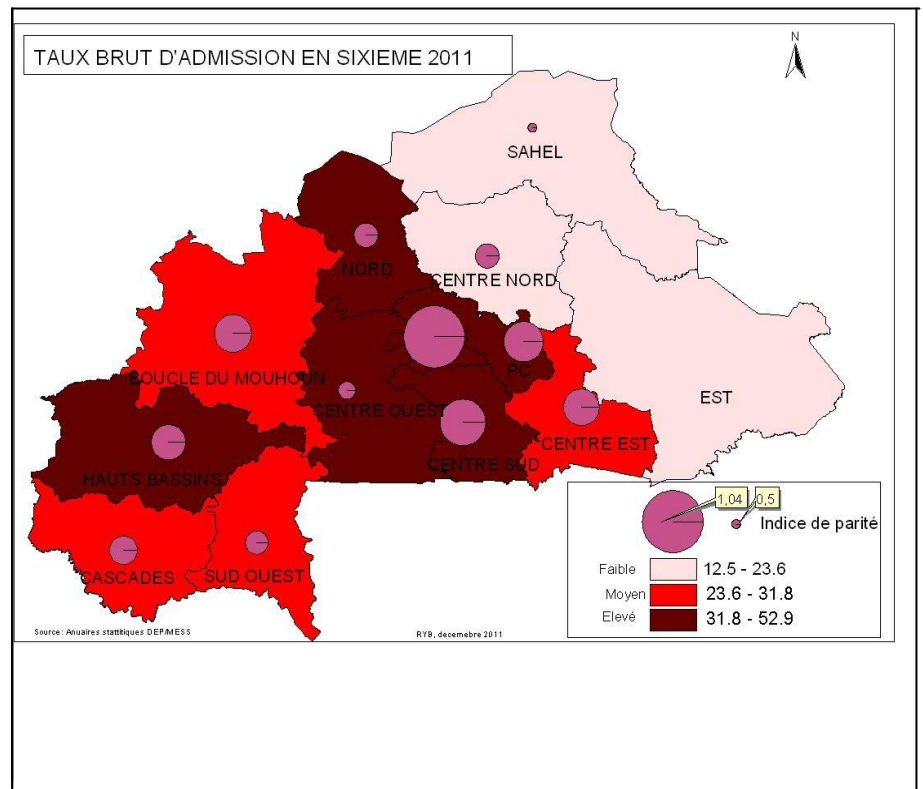 TAUX BRUT D'ADMISSION EN SIXIEME 2011
N
SAHEL
NORD
CENTRE NORD
BOUCLE DU MOUHOUN
PC
EST
CENTRE OUEST
CENTRE EST
CENTRE SUD
HAUTS BASSINS
CASCADES
SUD OUEST
1,04
0,5
Indice de parité
Faible 12.5 - 23.6
Moyen 23.6 - 31.8
Elevé 31.8 - 52.9
Source: Anuaires statttiques DEP/MESS
RYB, decemebre 2011